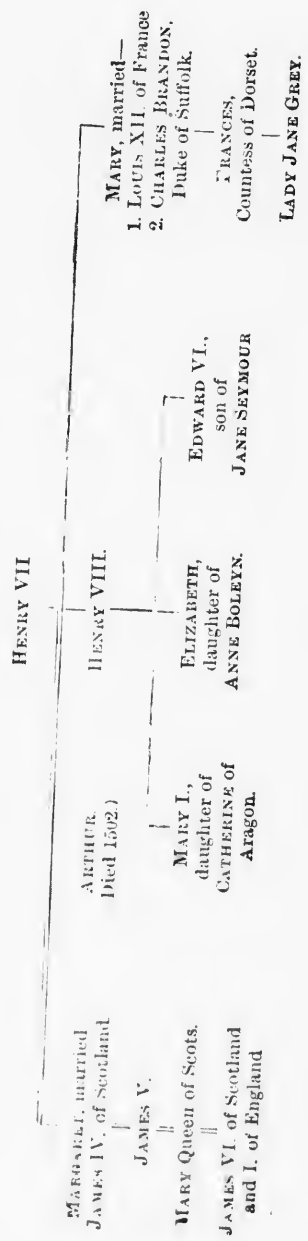 HENRY VII
MARGARET, married
JAMES IV. of Scotland
JAMES V.
MARY Queen of Scots.
JAMES VI. of Scotland
and I. of England
ARTHUR.
Died 1502.)
HENRY VIII.
MARY I.,
daughter of
CATHERINE of
Aragon.
ELIZABETH,
daughter of
ANNE BOLEYN.
EDWARD VI.,
son of
JANE SEYMOUR
MARY, married—
1. LOUIS XII. of France
2. CHARLES BRANDON,
Duke of Suffolk.
FRANCES,
Countess of Dorset.
LADY JANE GREY.